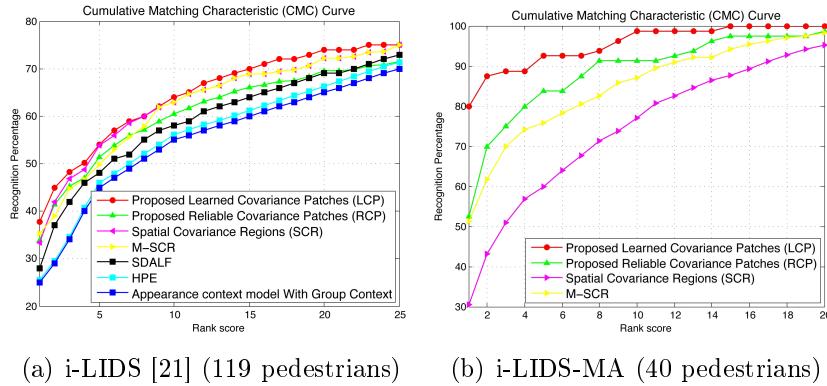 Cumulative Matching Characteristic (CMC) Curve
80
70
60
50
40
30
20
Recognition Percentage
5
10
15
20
25
Rank score
Proposed Learned Covariance Patches (LCP)
Proposed Reliable Covariance Patches (RCP)
Spatial Covariance Regions (SCR)
M-SCR
SDALF
HPE
Appearance context model With Group Context
(a) i-LIDS [21] (119 pedestrians)
Cumulative Matching Characteristic (CMC) Curve
100
90
80
70
60
50
40
30
Recognition Percentage
2
4
6
8
10
12
14
16
18
20
Rank score
Proposed Learned Covariance Patches (LCP)
Proposed Reliable Covariance Patches (RCP)
Spatial Covariance Regions (SCR)
M-SCR
(b) i-LIDS-MA (40 pedestrians)